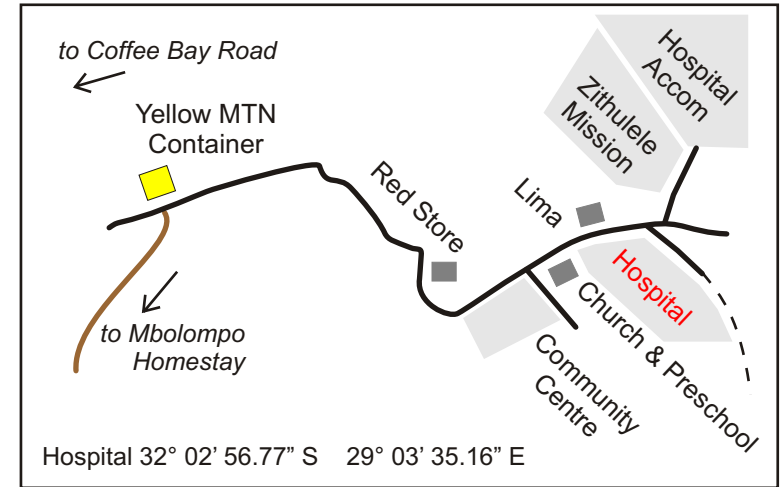 to Coffee Bay Road
Yellow MTN
Container
Red Store
Lima
Zithulele
Mission
Hospital
Accom
Hospital
Church & Preschool
Community
Centre
to Mbolompo
Homestay
Hospital 32° 02’ 56.77” S 29° 03’ 35.16” E